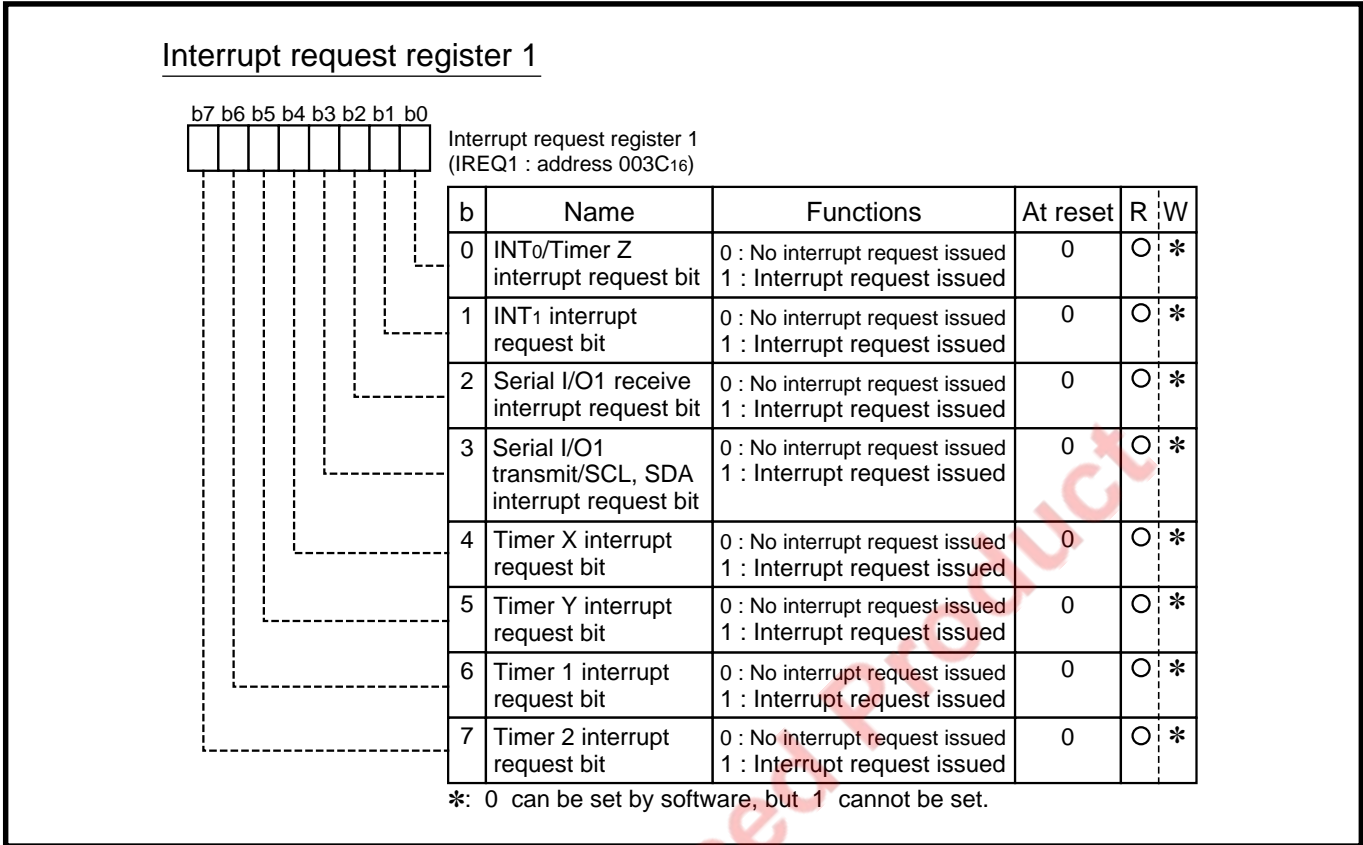 Interrupt request register 1
b7 b6 b5 b4 b3 b2 b1 b0
Interrupt request register 1
(IREQ1 : address 003C16)
b Name Functions At reset R W
0 INT0/Timer Z interrupt request bit 0 : No interrupt request issued 0 ○ ✻
1 : Interrupt request issued
1 INT1 interrupt request bit 0 : No interrupt request issued 0 ○ ✻
1 : Interrupt request issued
2 Serial I/O1 receive interrupt request bit 0 : No interrupt request issued 0 ○ ✻
1 : Interrupt request issued
3 Serial I/O1 transmit/SCL, SDA interrupt request bit 0 : No interrupt request issued 0 ○ ✻
1 : Interrupt request issued
4 Timer X interrupt request bit 0 : No interrupt request issued 0 ○ ✻
1 : Interrupt request issued
5 Timer Y interrupt request bit 0 : No interrupt request issued 0 ○ ✻
1 : Interrupt request issued
6 Timer 1 interrupt request bit 0 : No interrupt request issued 0 ○ ✻
1 : Interrupt request issued
7 Timer 2 interrupt request bit 0 : No interrupt request issued 0 ○ ✻
1 : Interrupt request issued
✻: 0 can be set by software, but 1 cannot be set.
ed Product